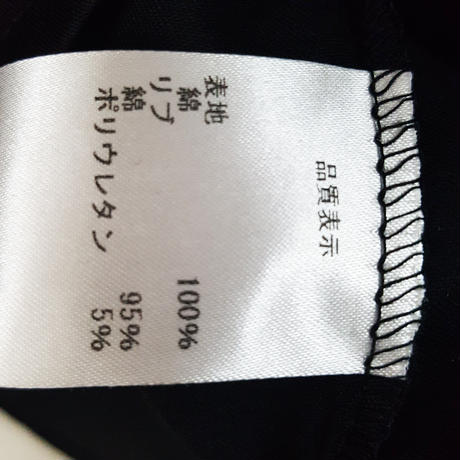 品質表示
表地
綿 100%
リブ
綿 95%
ポリウレタン 5%